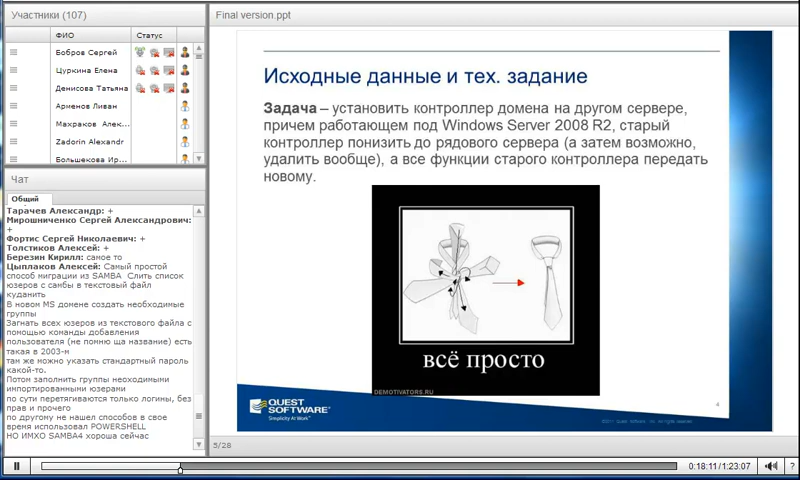 Участники (107)
ФИО
Статус
Бобров Сергей
Цуркина Елена
Денисова Татьяна
Арменов Ливан
Махраков Алек...
Zadorin Alexandr
Большекова Ир...
Чат
Общий
Тарачев Александр: +
Мирошниченко Сергей Александрович:
+
Фортис Сергей Николаевич: +
Толстиков Алексей: +
Березин Кирилл: самое то
Цыплаков Алексей: Самый простой
способ миграции из SAMBA Слить список
юзеров с самбы в текстовый файл
куданить
В новом MS домене создать необходимые
группы
Загнать всех юзеров из текстового файла с
помощью команды добавления
пользователя (не помню ща название) есть
такая в 2003-н
там же можно указать стандартный пароль
какой-то.
Потом заполнить группы неоходимыми
импортированными юзерами
по сути перетягиваются только логины, без
прав и прочего
по другому не нашел способов в свое
время использовал POWERSHELL
НО ИМХО SAMBA4 хороша сейчас
Final version.ppt
Исходные данные и тех. задание
Задача – установить контроллер домена на другом сервере,
причем работающем под Windows Server 2008 R2, старый
контроллер понизить до рядового сервера (а затем возможно,
удалить вообще), а все функции старого контроллера передать
новому.
всё просто
DEMOTIVATORS.RU
QUEST
SOFTWARE
Simplicity At Work
4
5/28
0:18:11/1:23:07
?